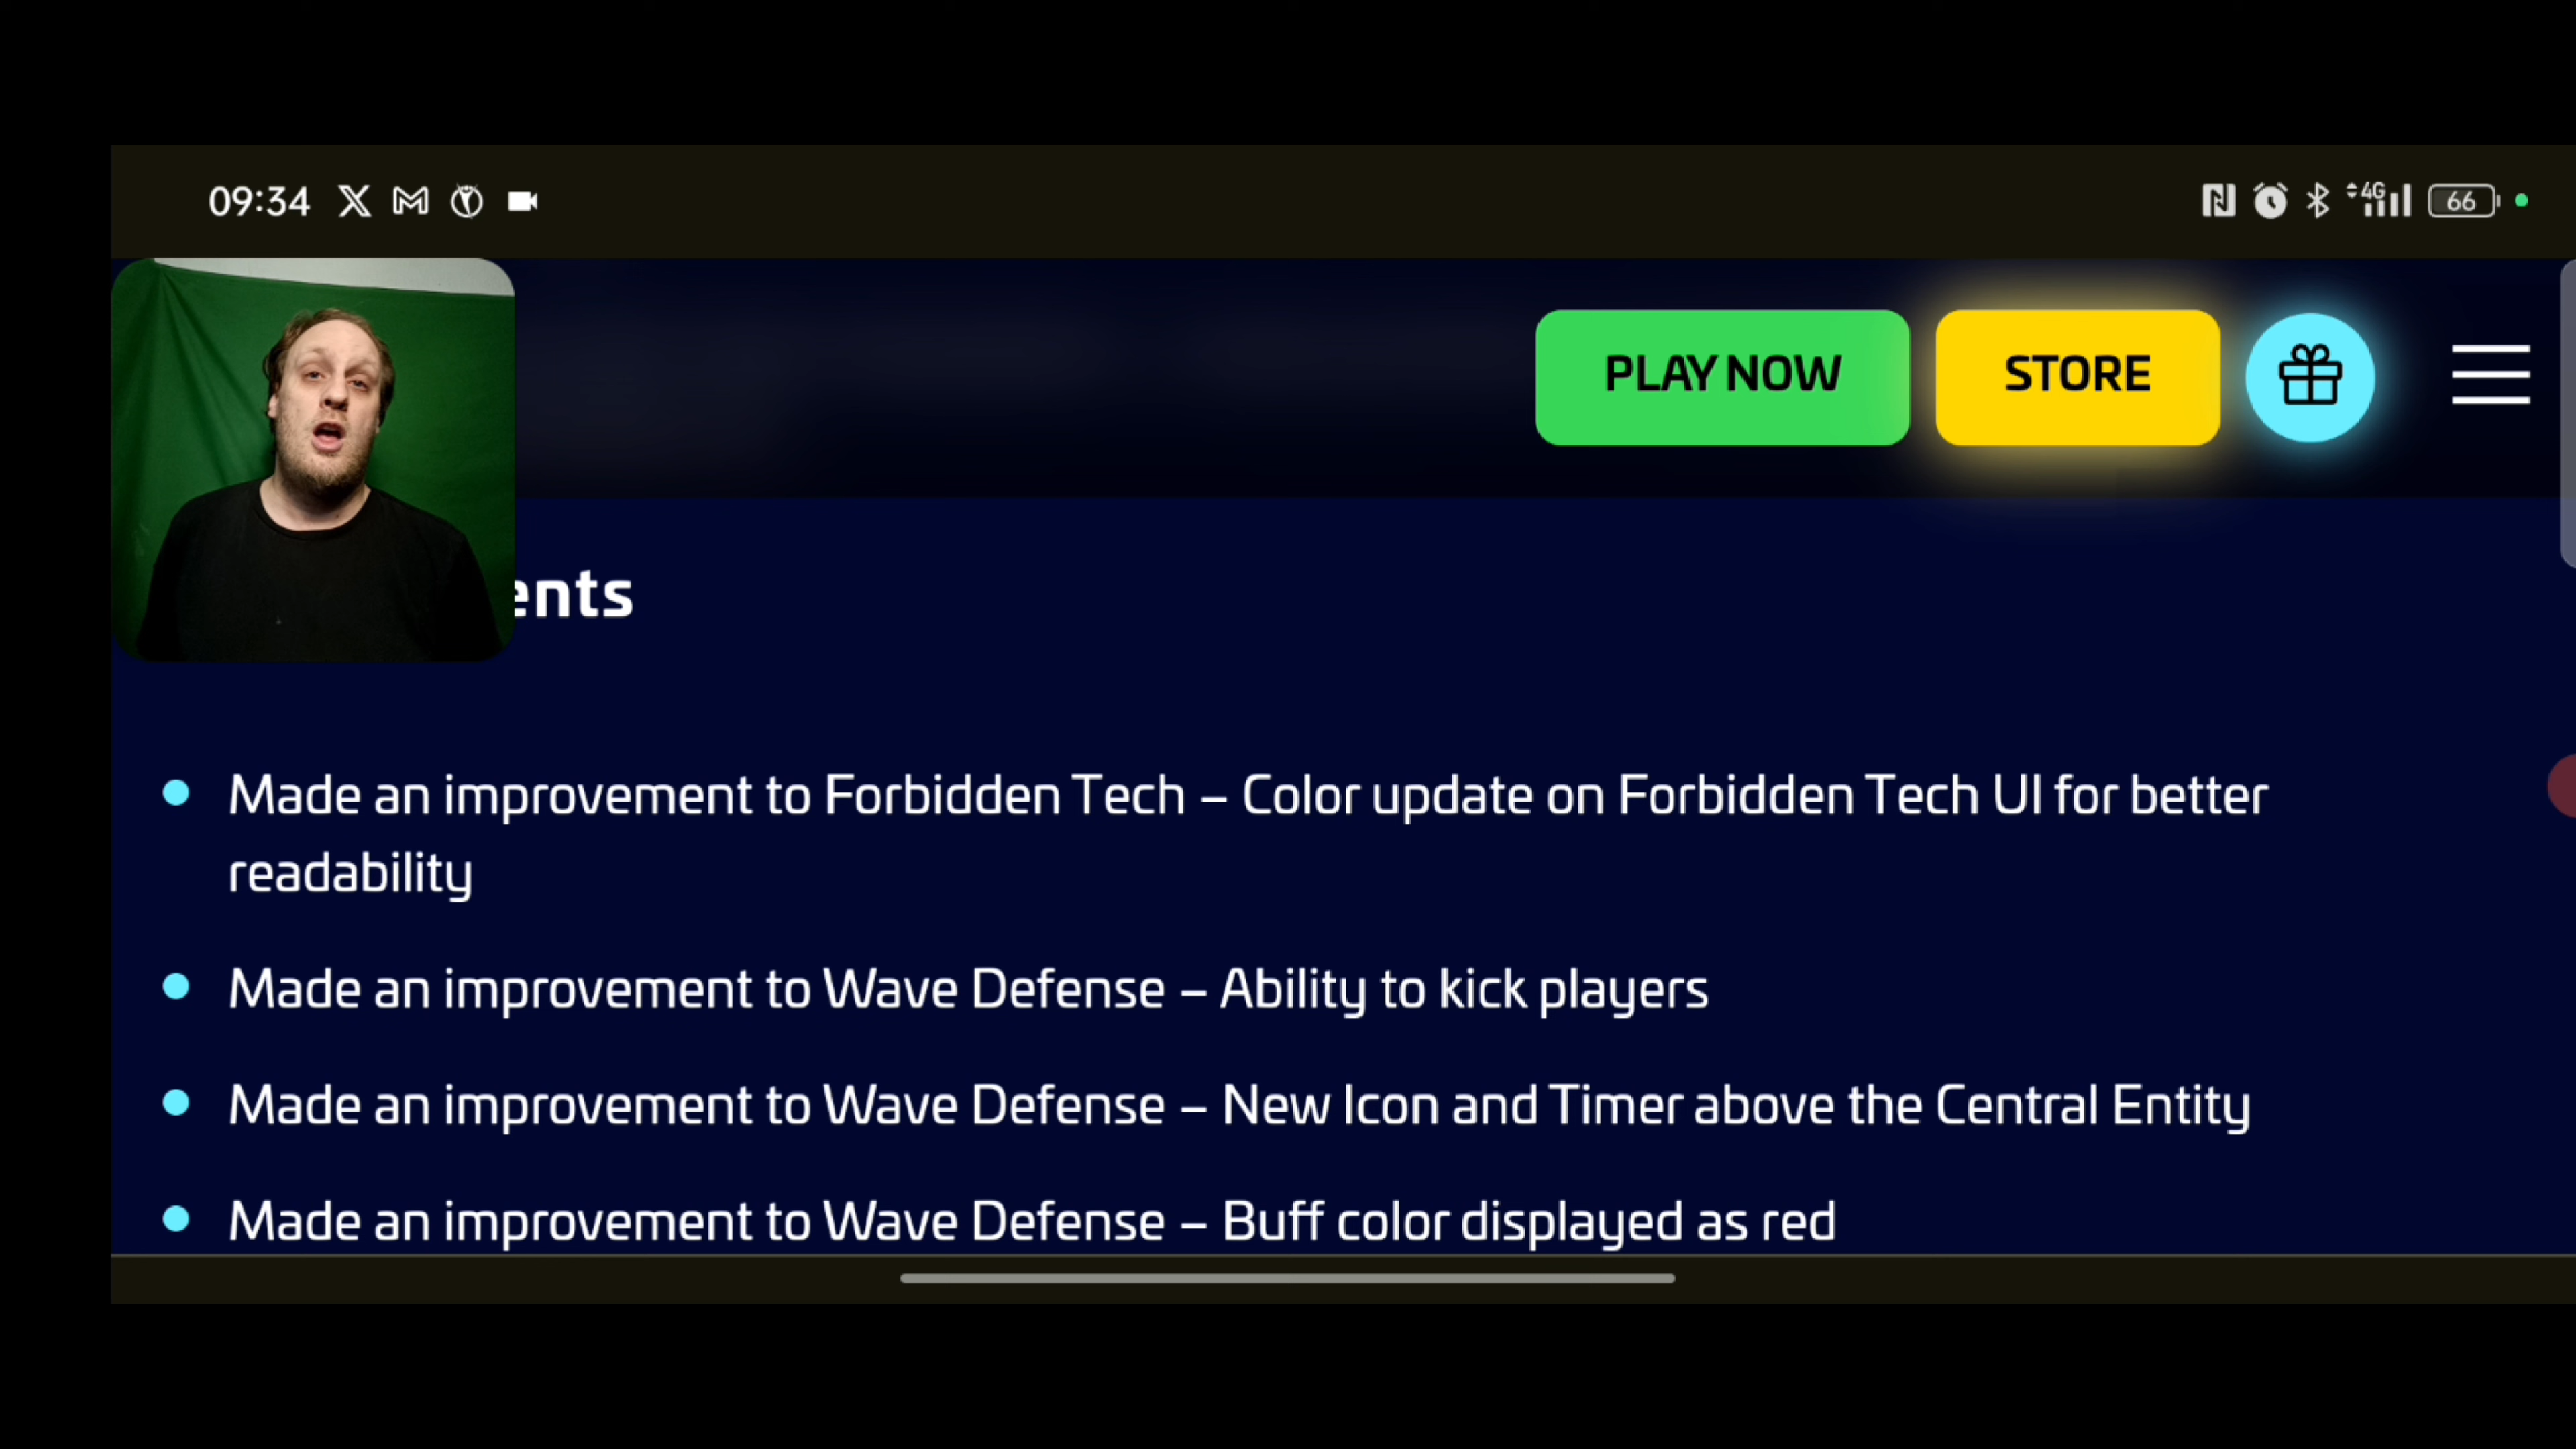 09:34
4G
66
PLAY NOW
STORE
ents
Made an improvement to Forbidden Tech – Color update on Forbidden Tech UI for better
readability
Made an improvement to Wave Defense – Ability to kick players
Made an improvement to Wave Defense – New Icon and Timer above the Central Entity
Made an improvement to Wave Defense – Buff color displayed as red